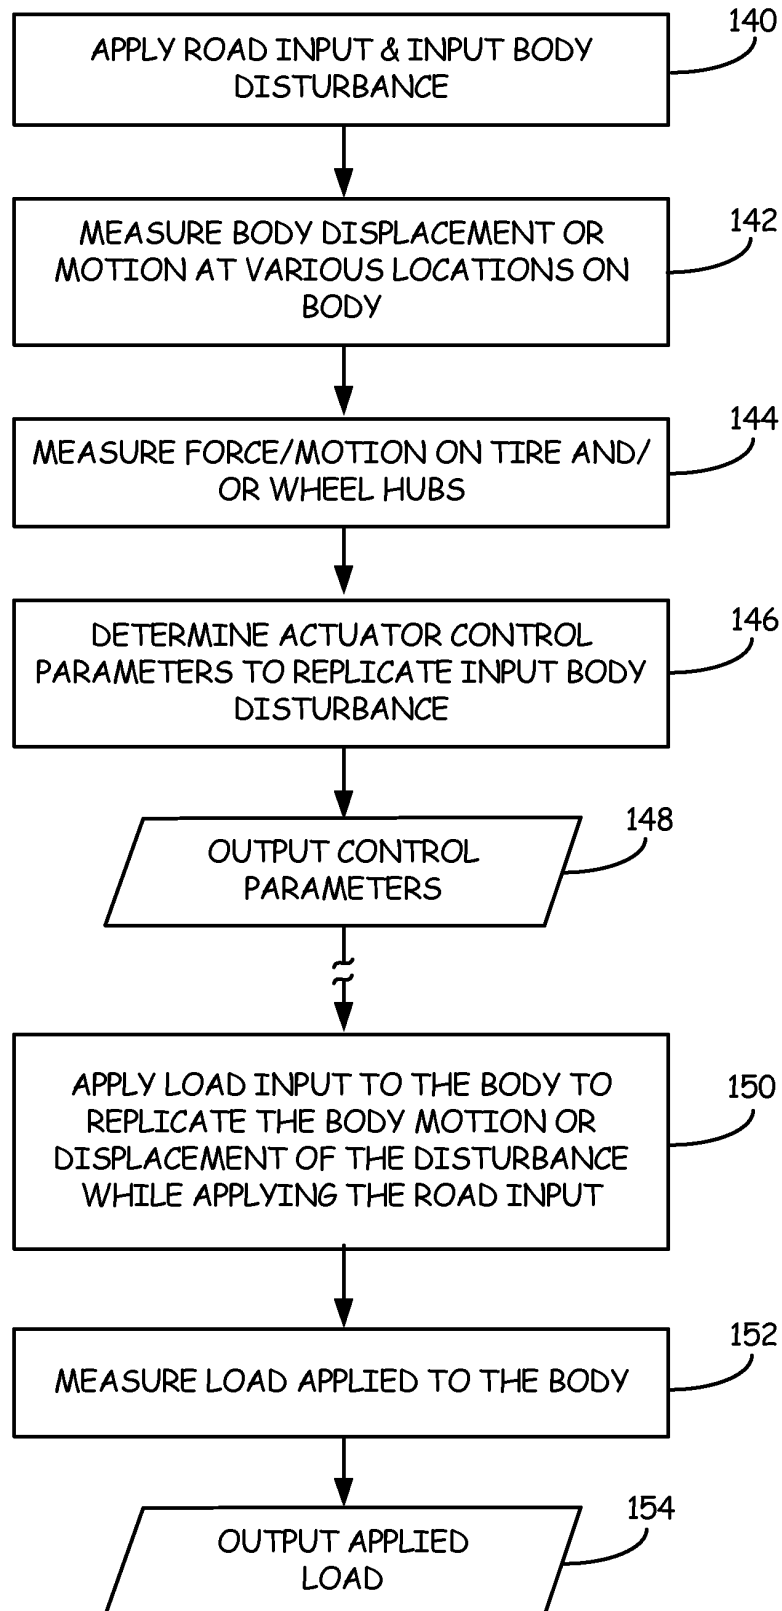 140
APPLY ROAD INPUT & INPUT BODY
DISTURBANCE
142
MEASURE BODY DISPLACEMENT OR
MOTION AT VARIOUS LOCATIONS ON
BODY
144
MEASURE FORCE/MOTION ON TIRE AND/
OR WHEEL HUBS
146
DETERMINE ACTUATOR CONTROL
PARAMETERS TO REPLICATE INPUT BODY
DISTURBANCE
148
OUTPUT CONTROL
PARAMETERS
150
APPLY LOAD INPUT TO THE BODY TO
REPLICATE THE BODY MOTION OR
DISPLACEMENT OF THE DISTURBANCE
WHILE APPLYING THE ROAD INPUT
152
MEASURE LOAD APPLIED TO THE BODY
154
OUTPUT APPLIED
LOAD